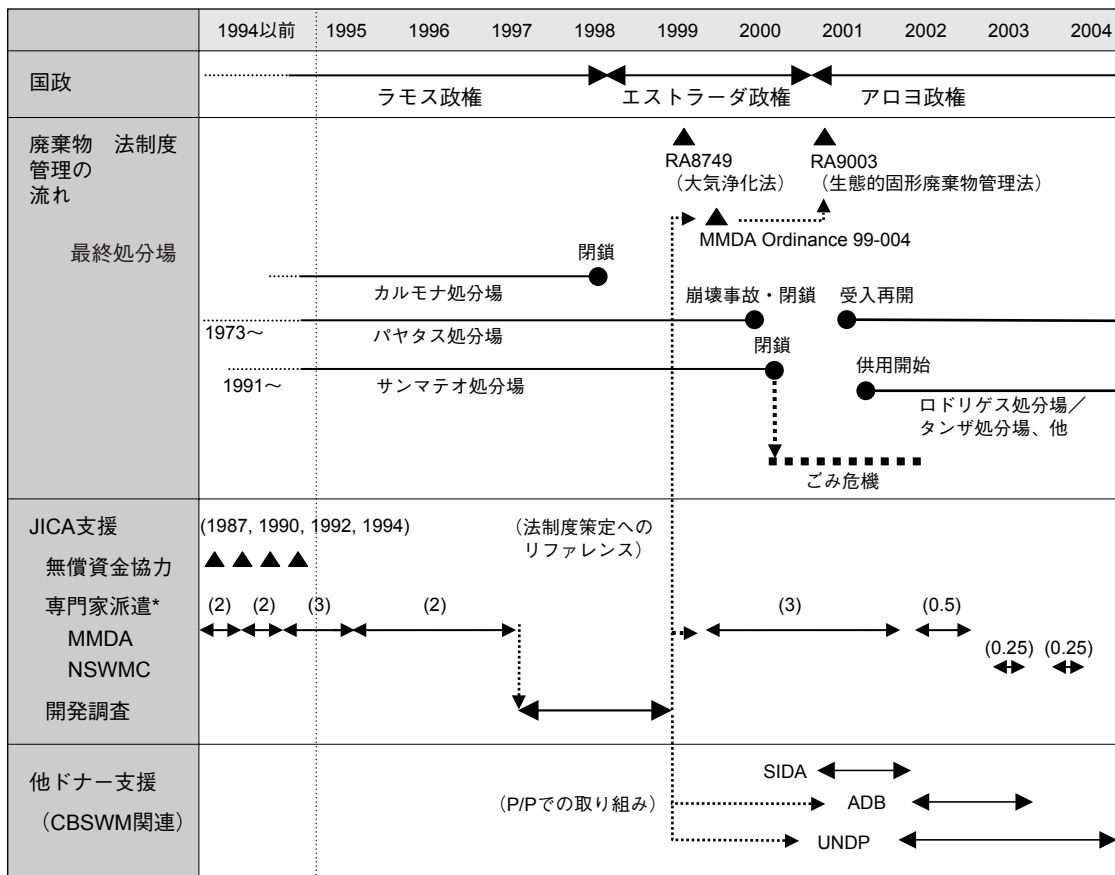 1994以前 1995 1996 1997 1998 1999 2000 2001 2002 2003 2004
国政
ラモス政権 エストラーダ政権 アロヨ政権
廃棄物 法制度
管理の
流れ
RA8749
（大気浄化法）
RA9003
（生態的固形廃棄物管理法）
MMDA Ordinance 99-004
最終処分場
閉鎖
カルモナ処分場
崩壊事故・閉鎖 受入再開
1973～ パヤタス処分場
閉鎖
1991～ サンマテオ処分場
供用開始
ロドリゲス処分場／
タンザ処分場、他
ごみ危機
JICA支援
(1987, 1990, 1992, 1994)
（法制度策定への
リファレンス）
無償資金協力
専門家派遣*
(2) (2) (3) (2) (3) (0.5)
MMDA
(0.25) (0.25)
NSWMC
開発調査
他ドナー支援
（CBSWM関連）
SIDA
（P/Pでの取り組み） ADB
UNDP